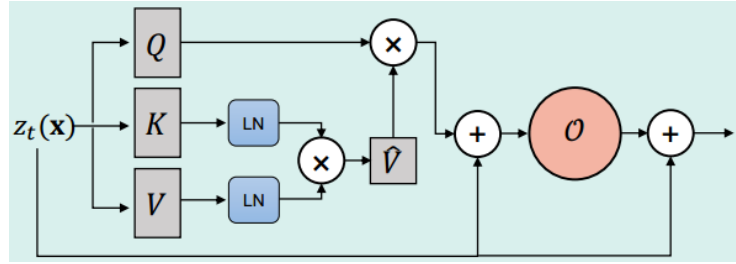 Q
×
z_t(x)
K
LN
×
V̂
+
O
+
V
LN